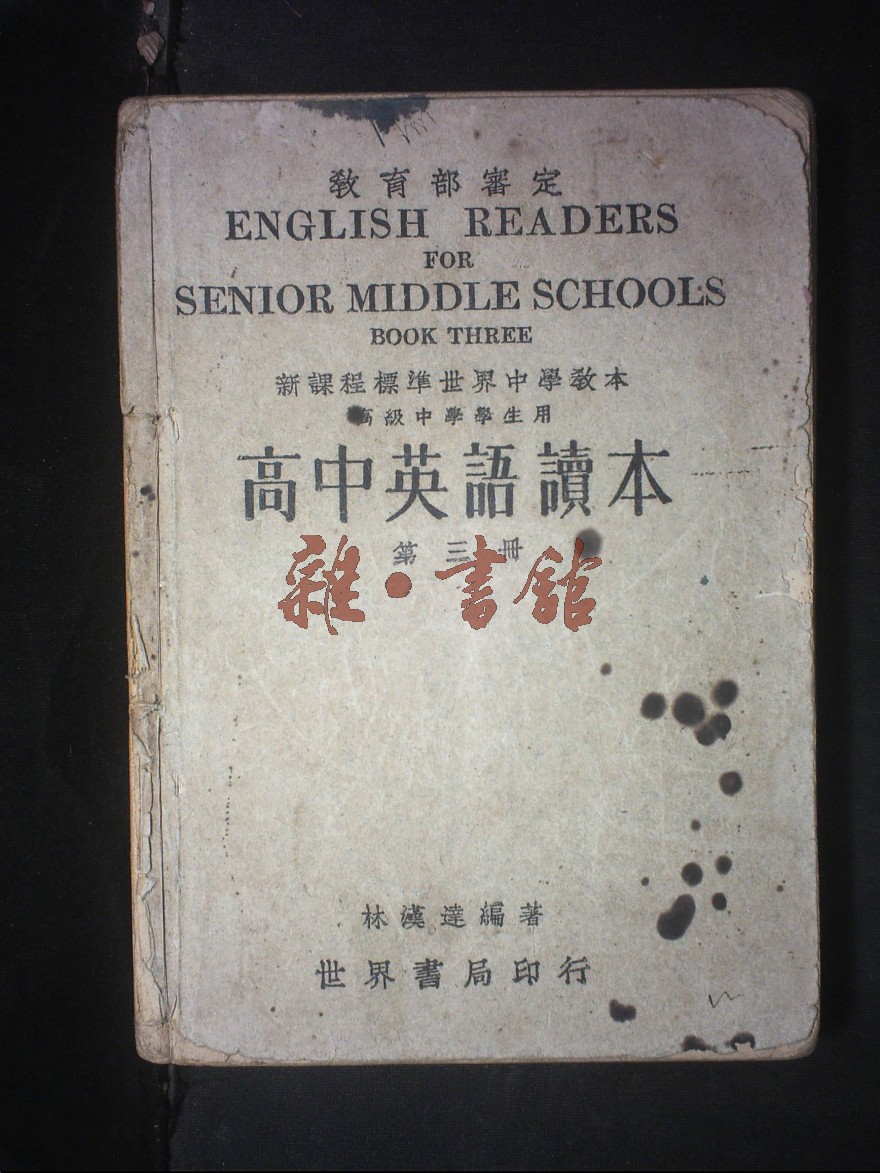 教育部審定
ENGLISH READERS
FOR
SENIOR MIDDLE SCHOOLS
BOOK THREE
新課程標準世界中學教本
高級中學學生用
高中英語讀本
第三冊
雜·書館
林漢達編著
世界書局印行